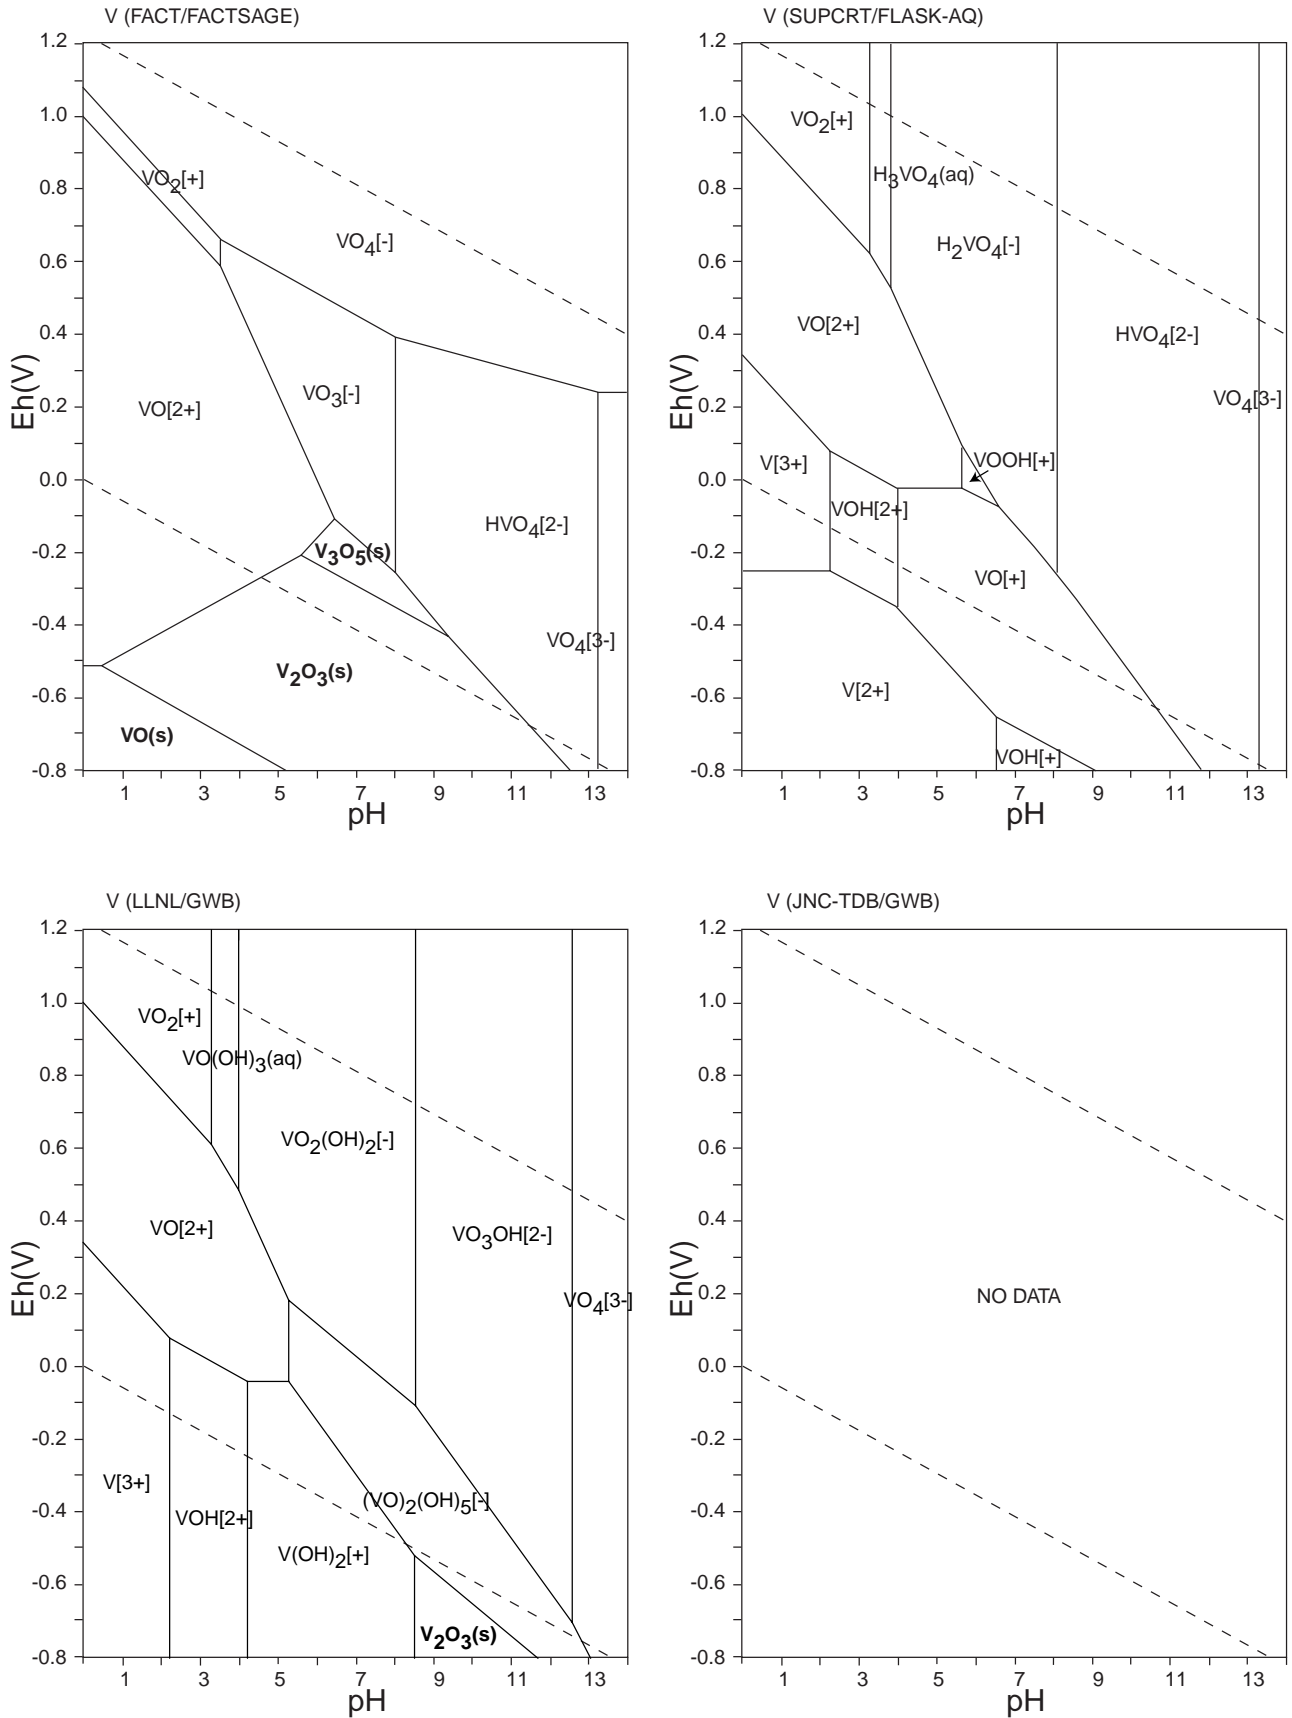 V (FACT/FACTSAGE)
1.2
1.0
0.8
0.6
0.4
0.2
0.0
-0.2
-0.4
-0.6
-0.8
Eh(V)
VO2[+]
VO4[-]
VO[2+]
VO3[-]
HVO4[2-]
V3O5(s)
VO4[3-]
V2O3(s)
VO(s)
1 3 5 7 9 11 13
pH
V (SUPCRT/FLASK-AQ)
1.2
1.0
0.8
0.6
0.4
0.2
0.0
-0.2
-0.4
-0.6
-0.8
Eh(V)
VO2[+]
H3VO4(aq)
H2VO4[-]
VO[2+]
HVO4[2-]
VO4[3-]
V[3+]
VOOH[+]
VOH[2+]
VO[+]
V[2+]
VOH[+]
1 3 5 7 9 11 13
pH
V (LLNL/GWB)
1.2
1.0
0.8
0.6
0.4
0.2
0.0
-0.2
-0.4
-0.6
-0.8
Eh(V)
VO2[+]
VO(OH)3(aq)
VO2(OH)2[-]
VO[2+]
VO3OH[2-]
VO4[3-]
V[3+]
(VO)2(OH)5[-]
VOH[2+]
V(OH)2[+]
V2O3(s)
1 3 5 7 9 11 13
pH
V (JNC-TDB/GWB)
1.2
1.0
0.8
0.6
0.4
0.2
0.0
-0.2
-0.4
-0.6
-0.8
Eh(V)
NO DATA
1 3 5 7 9 11 13
pH